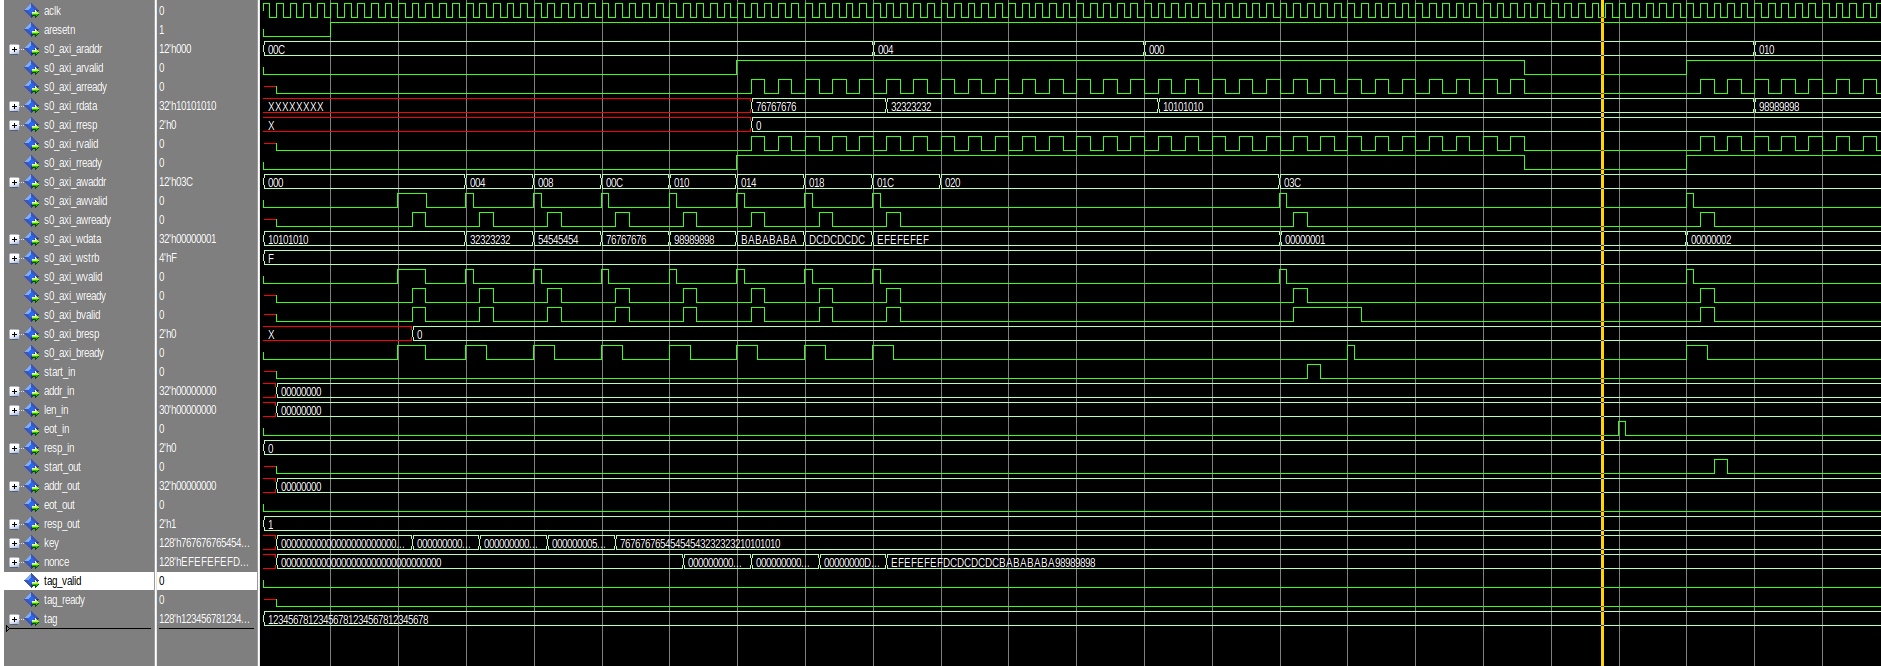 aclk 0
aresetn 1
s0_axi_araddr 12'h000 00C 004 000 010
s0_axi_arvalid 0
s0_axi_arready 0
s0_axi_rdata 32'h10101010 XXXXXXXX 76767676 32323232 10101010 98989898
s0_axi_rresp 2'h0 X 0
s0_axi_rvalid 0
s0_axi_rready 0
s0_axi_awaddr 12'h03C 000 004 008 00C 010 014 018 01C 020 03C
s0_axi_awvalid 0
s0_axi_awready 0
s0_axi_wdata 32'h00000001 10101010 32323232 54545454 76767676 98989898 BABABABA DCDCDCDC EFEFEFEF 00000001 00000002
s0_axi_wstrb 4'hF F
s0_axi_wvalid 0
s0_axi_wready 0
s0_axi_bvalid 0
s0_axi_bresp 2'h0 X 0
s0_axi_bready 0
start_in 0
addr_in 32'h00000000 00000000
len_in 30'h00000000 00000000
eot_in 0
resp_in 2'h0 0
start_out 0
addr_out 32'h00000000 00000000
eot_out 0
resp_out 2'h1 1
key 128'h767676765454... 00000000000000000000000... 000000000... 000000000... 000000005... 76767676545454543232323210101010
nonce 128'hEFEFEFEFD... 00000000000000000000000000000000 000000000... 000000000... 00000000D... EFEFEFEFDCDCDCDCBABABABA98989898
tag_valid 0
tag_ready 0
tag 128'h123456781234... 12345678123456781234567812345678